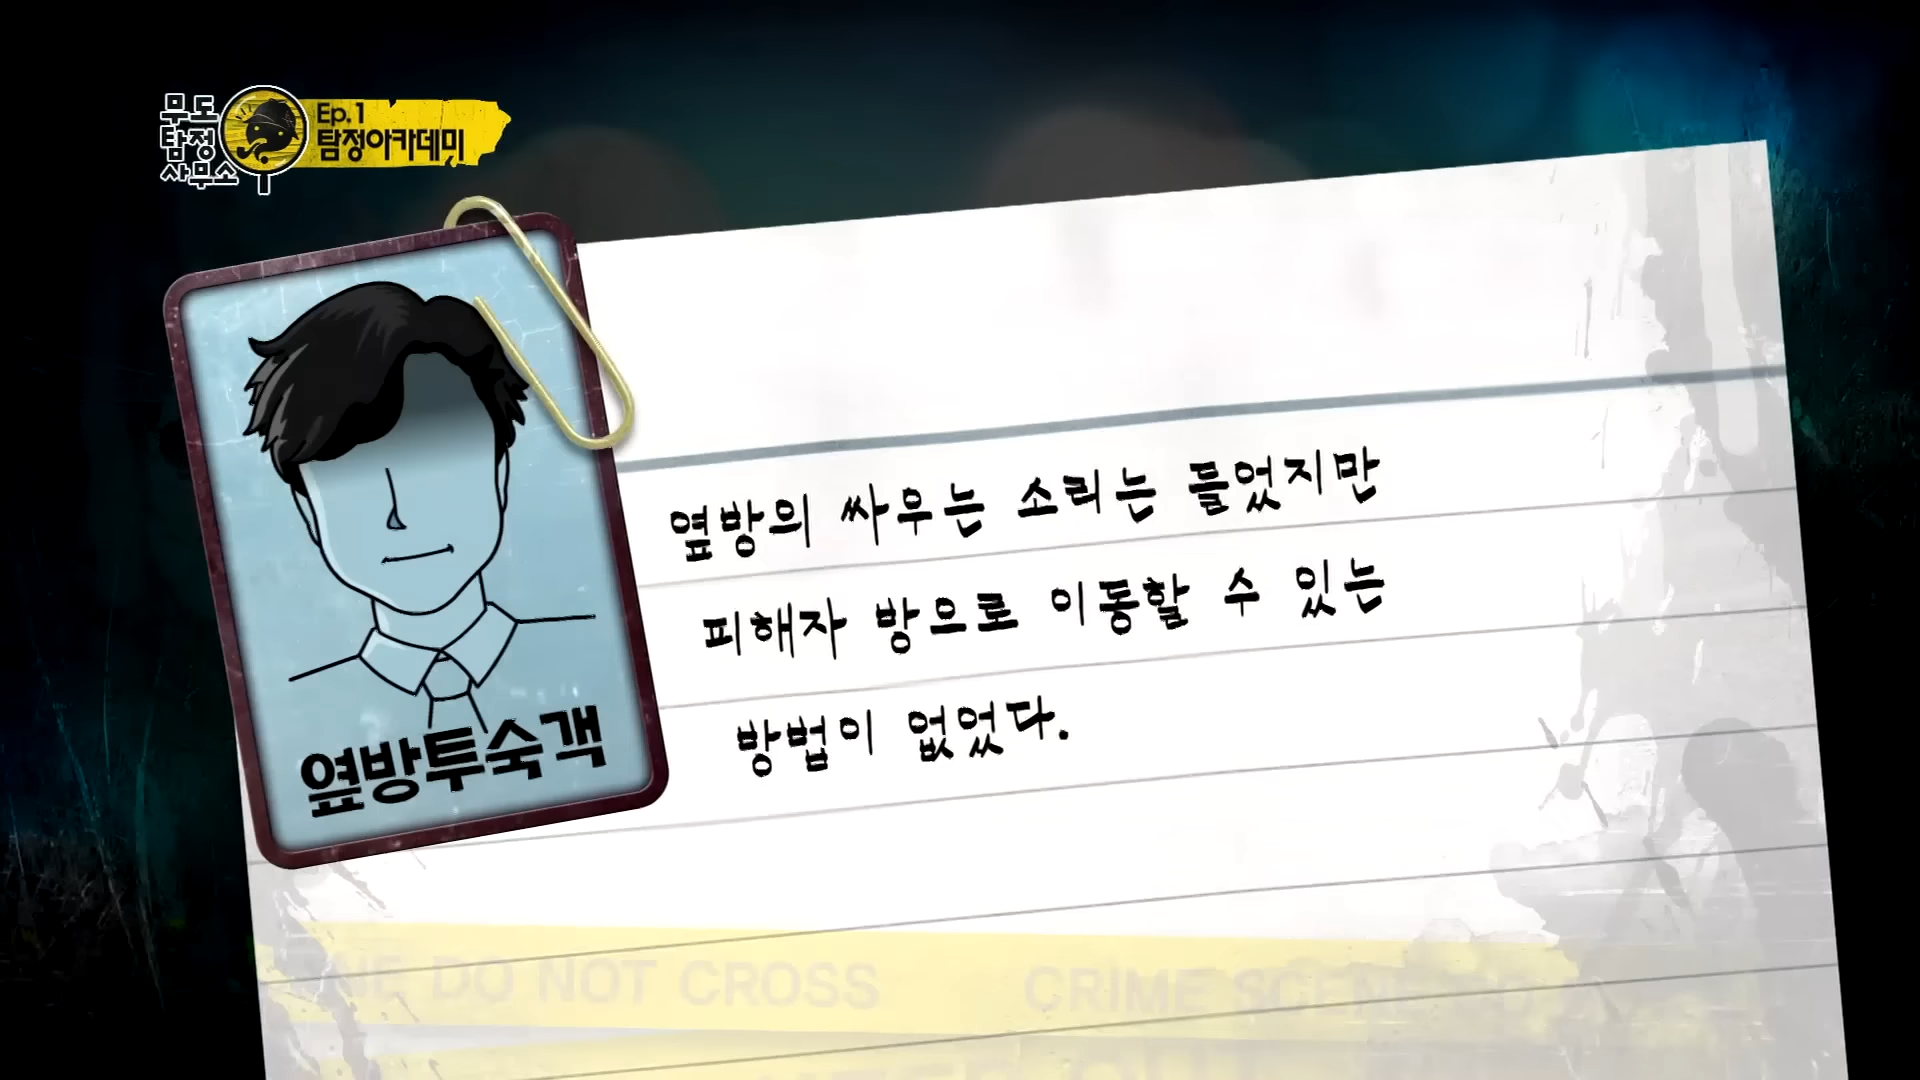 무도
탐정
사무소
Ep.1
탐정아카데미
옆방의 싸우는 소리는 들었지만
피해자 방으로 이동할 수 있는
방법이 없었다.
옆방투숙객
DO NOT CROSS
CRIME SCENE DO